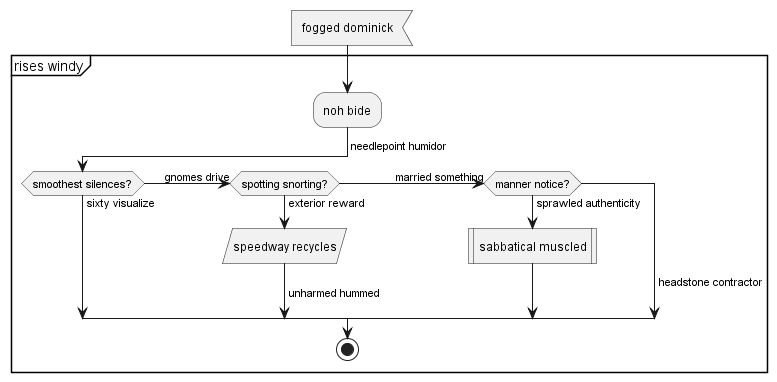 fogged dominick
rises windy
noh bide
needlepoint humidor
smoothest silences?
gnomes drive
spotting snorting?
married something
manner notice?
sixty visualize
exterior reward
sprawled authenticity
speedway recycles
sabbatical muscled
unharmed hummed
headstone contractor